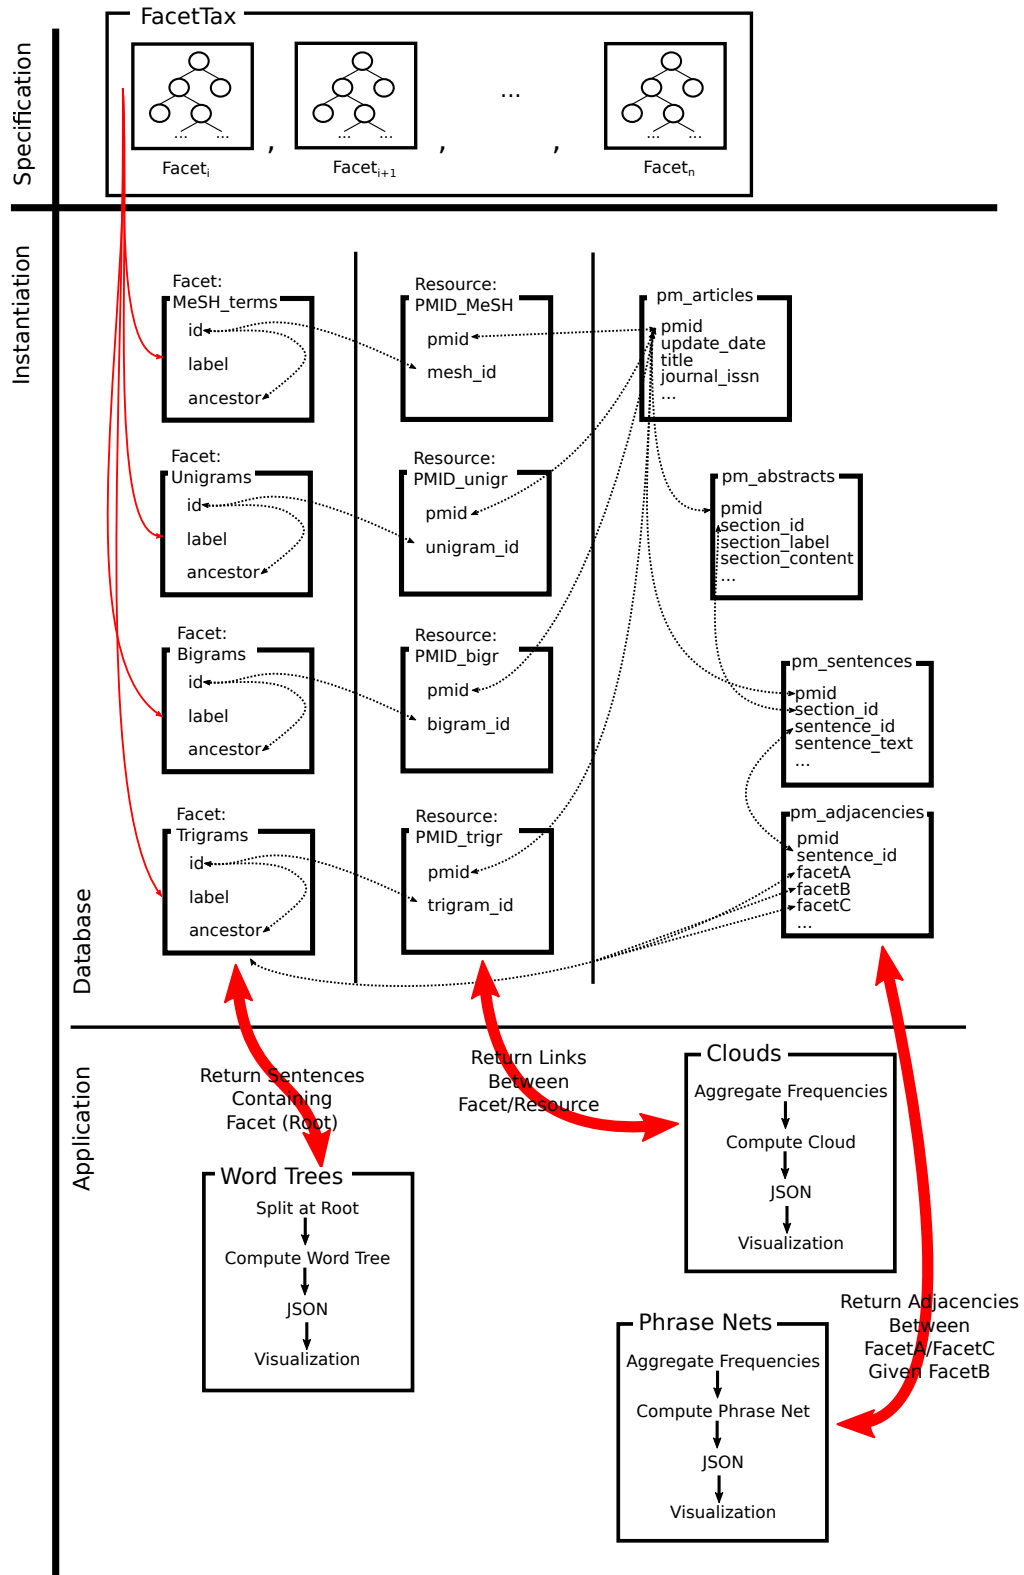 Specification
FacetTax
... ...
... ...
...
... ...
, , ,
Facet_i
Facet_i+1
Facet_n
Instantiation
Database
Facet:
MeSH_terms
id
label
ancestor
Resource:
PMID_MeSH
pmid
mesh_id
pm_articles
pmid
update_date
title
journal_issn
...
Facet:
Unigrams
id
label
ancestor
Resource:
PMID_unigr
pmid
unigram_id
pm_abstracts
pmid
section_id
section_label
section_content
...
Facet:
Bigrams
id
label
ancestor
Resource:
PMID_bigr
pmid
bigram_id
pm_sentences
pmid
section_id
sentence_id
sentence_text
...
Facet:
Trigrams
id
label
ancestor
Resource:
PMID_trigr
pmid
trigram_id
pm_adjacencies
pmid
sentence_id
facetA
facetB
facetC
...
Application
Return Sentences
Containing
Facet (Root)
Word Trees
Split at Root
Compute Word Tree
JSON
Visualization
Return Links
Between
Facet/Resource
Clouds
Aggregate Frequencies
Compute Cloud
JSON
Visualization
Return Adjacencies
Between
FacetA/FacetC
Given FacetB
Phrase Nets
Aggregate Frequencies
Compute Phrase Net
JSON
Visualization